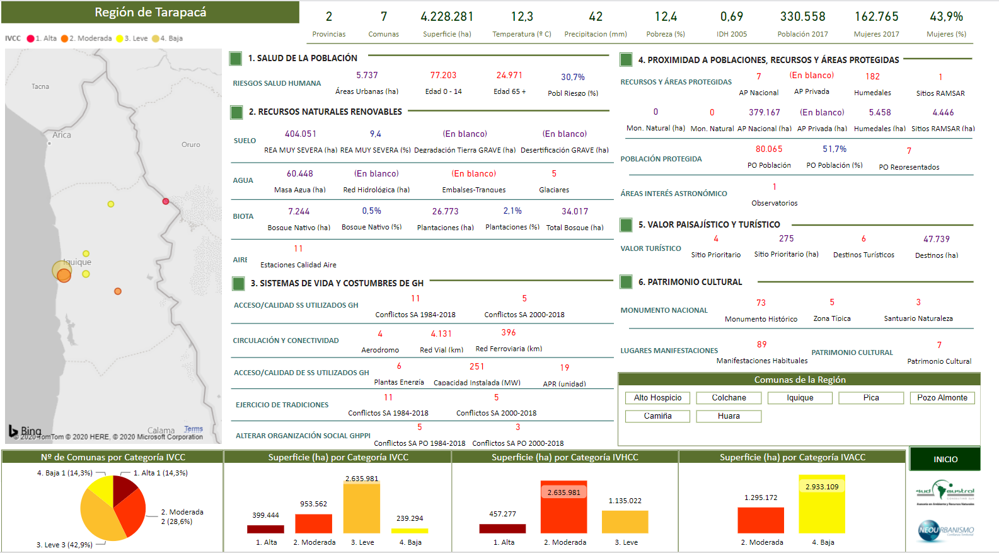 Región de Tarapacá
2 7 4.228.281 12,3 42 12,4 0,69 330.558 162.765 43,9%
Provincias Comunas Superficie (ha) Temperatura (º C) Precipitacion (mm) Pobreza (%) IDH 2005 Población 2017 Mujeres 2017 Mujeres (%)
IVCC 1. Alta 2. Moderada 3. Leve 4. Baja
Tacna
Arica
Oruro
Iquique
Calama
Bing
Terms
© 2020 TomTom © 2020 HERE, © 2020 Microsoft Corporation
1. SALUD DE LA POBLACIÓN
RIESGOS SALUD HUMANA
5.737 77.203 24.971 30,7%
Áreas Urbanas (ha) Edad 0 - 14 Edad 65 + Pobl Riesgo (%)
2. RECURSOS NATURALES RENOVABLES
SUELO
404.051 9,4 (En blanco) (En blanco)
REA MUY SEVERA (ha) REA MUY SEVERA (%) Degradación Tierra GRAVE (ha) Desertificación GRAVE (ha)
AGUA
60.448 (En blanco) (En blanco) 5
Masa Agua (ha) Red Hidrológica (ha) Embalses-Tranques Glaciares
BIOTA
7.244 0,5% 26.773 2,1% 34.017
Bosque Nativo (ha) Bosque Nativo (%) Plantaciones (ha) Plantaciones (%) Total Bosque (ha)
AIRE
11
Estaciones Calidad Aire
3. SISTEMAS DE VIDA Y COSTUMBRES DE GH
ACCESO/CALIDAD SS UTILIZADOS GH
11 5
Conflictos SA 1984-2018 Conflictos SA 2000-2018
CIRCULACIÓN Y CONECTIVIDAD
4 4.131 396
Aerodromo Red Vial (km) Red Ferroviaria (km)
ACCESO/CALIDAD DE SS UTILIZADOS GH
6 251 19
Plantas Energía Capacidad Instalada (MW) APR (unidad)
EJERCICIO DE TRADICIONES
11 5
Conflictos SA 1984-2018 Conflictos SA 2000-2018
ALTERAR ORGANIZACIÓN SOCIAL GHPPI
5 3
Conflictos SA PO 1984-2018 Conflictos SA PO 2000-2018
4. PROXIMIDAD A POBLACIONES, RECURSOS Y ÁREAS PROTEGIDAS
RECURSOS Y ÁREAS PROTEGIDAS
7 (En blanco) 182 1
AP Nacional AP Privada Humedales Sitios RAMSAR
0 0 379.167 (En blanco) 5.458 4.446
Mon. Natural (ha) Mon. Natural AP Nacional (ha) AP Privada (ha) Humedales (ha) Sitios RAMSAR (ha)
POBLACIÓN PROTEGIDA
80.065 51,7% 7
PO Población PO Población (%) PO Representados
ÁREAS INTERÉS ASTRONÓMICO
1
Observatorios
5. VALOR PAISAJÍSTICO Y TURÍSTICO
VALOR TURÍSTICO
4 275 6 47.739
Sitio Prioritario Sitio Prioritario (ha) Destinos Turísticos Destinos (ha)
6. PATRIMONIO CULTURAL
MONUMENTO NACIONAL
73 5 3
Monumento Histórico Zona Típica Santuario Naturaleza
LUGARES MANIFESTACIONES
89
Manifestaciones Habituales
PATRIMONIO CULTURAL
7
Patrimonio Cultural
Comunas de la Región
Alto Hospicio Colchane Iquique Pica Pozo Almonte
Camiña Huara
Nº de Comunas por Categoría IVCC
4. Baja 1 (14,3%)
1. Alta 1 (14,3%)
2. Moderada
2 (28,6%)
3. Leve 3 (42,9%)
Superficie (ha) por Categoría IVCC
399.444 953.562 2.635.981 239.294
1. Alta 2. Moderada 3. Leve 4. Baja
Superficie (ha) por Categoría IVHCC
457.277 2.635.981 1.135.022
1. Alta 2. Moderada 3. Leve
Superficie (ha) por Categoría IVACC
1.295.172 2.933.109
2. Moderada 4. Baja
INICIO
sud austral
Asesoría en Ambiente y Recursos Naturales
NEOURBANISMO